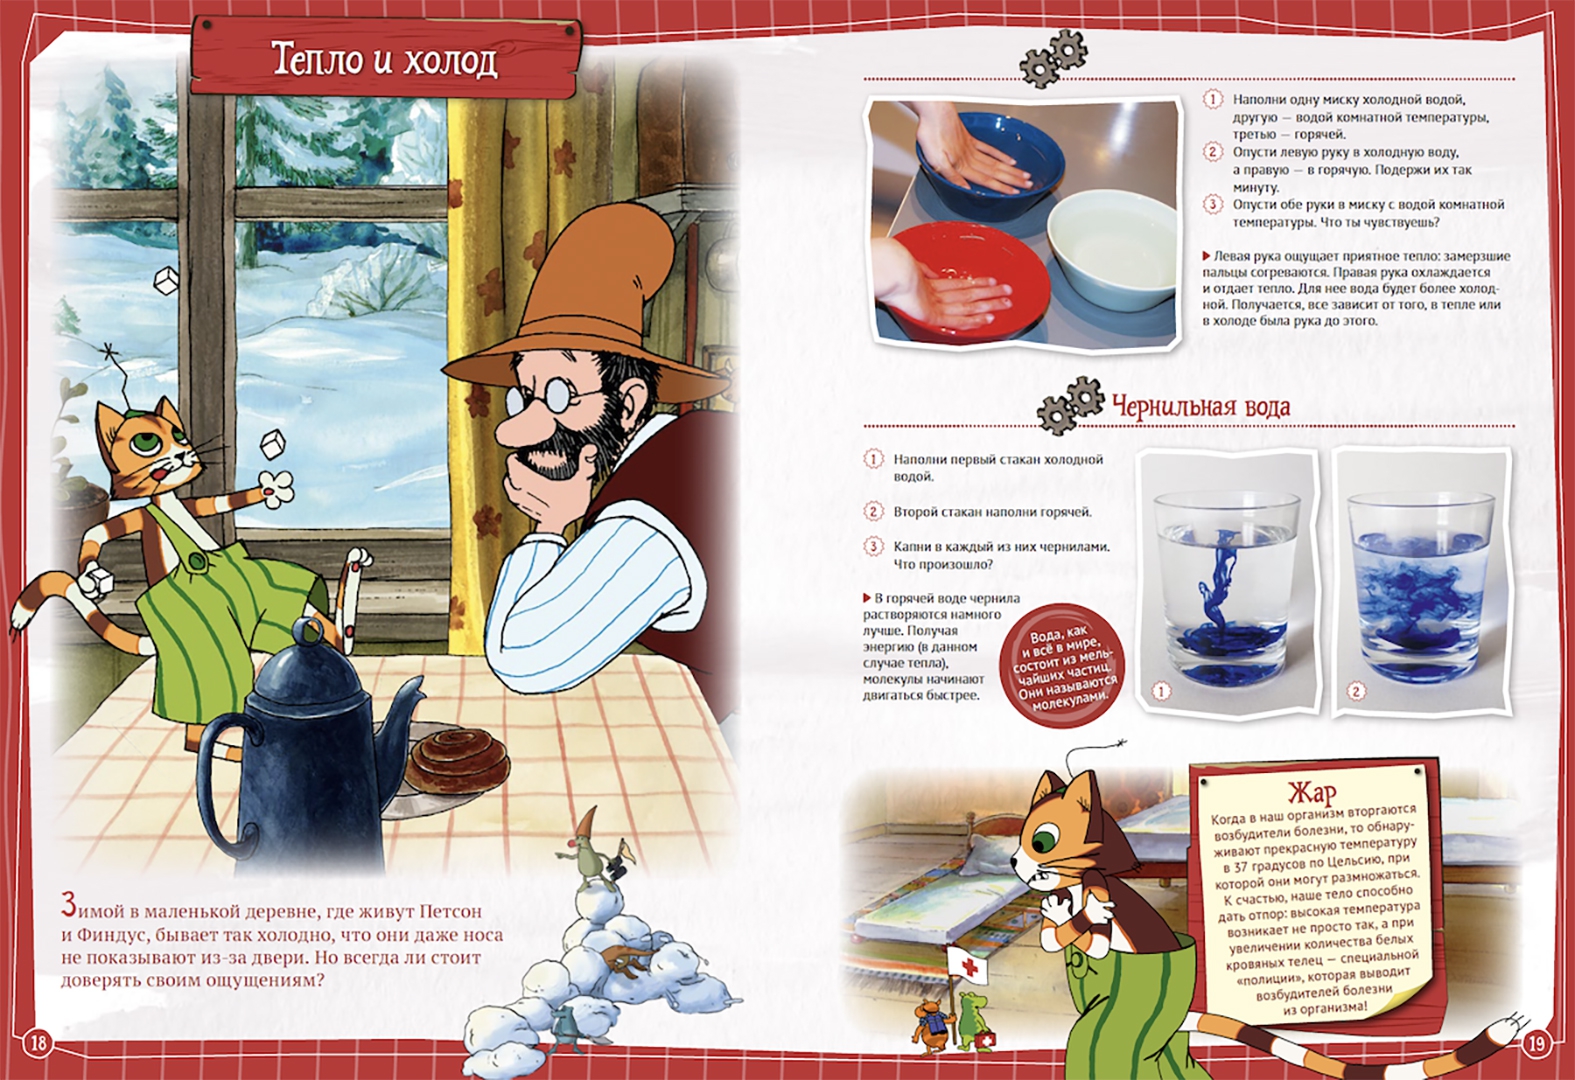 Тепло и холод
Зимой в маленькой деревне, где живут Петсон
и Финдус, бывает так холодно, что они даже носа
не показывают из-за двери. Но всегда ли стоит
доверять своим ощущениям?
18
1 Наполни одну миску холодной водой,
другую — водой комнатной температуры,
третью — горячей.
2 Опусти левую руку в холодную воду,
а правую — в горячую. Подержи их так
минуту.
3 Опусти обе руки в миску с водой комнатной
температуры. Что ты чувствуешь?
Левая рука ощущает приятное тепло: замерзшие
пальцы согреваются. Правая рука охлаждается
и отдает тепло. Для нее вода будет более холод-
ной. Получается, все зависит от того, в тепле или
в холоде была рука до этого.
Чернильная вода
1 Наполни первый стакан холодной
водой.
2 Второй стакан наполни горячей.
3 Капни в каждый из них чернилами.
Что произошло?
В горячей воде чернила
растворяются намного
лучше. Получая
энергию (в данном
случае тепла),
молекулы начинают
двигаться быстрее.
Вода, как
и всё в мире,
состоит из мель-
чайших частиц.
Они называются
молекулами.
1
2
Жар
Когда в наш организм вторгаются
возбудители болезни, то обнару-
живают прекрасную температуру
в 37 градусов по Цельсию, при
которой они могут размножаться.
К счастью, наше тело способно
дать отпор: высокая температура
возникает не просто так, а при
увеличении количества белых
кровяных телец — специальной
«полиции», которая выводит
возбудителей болезни
из организма!
19